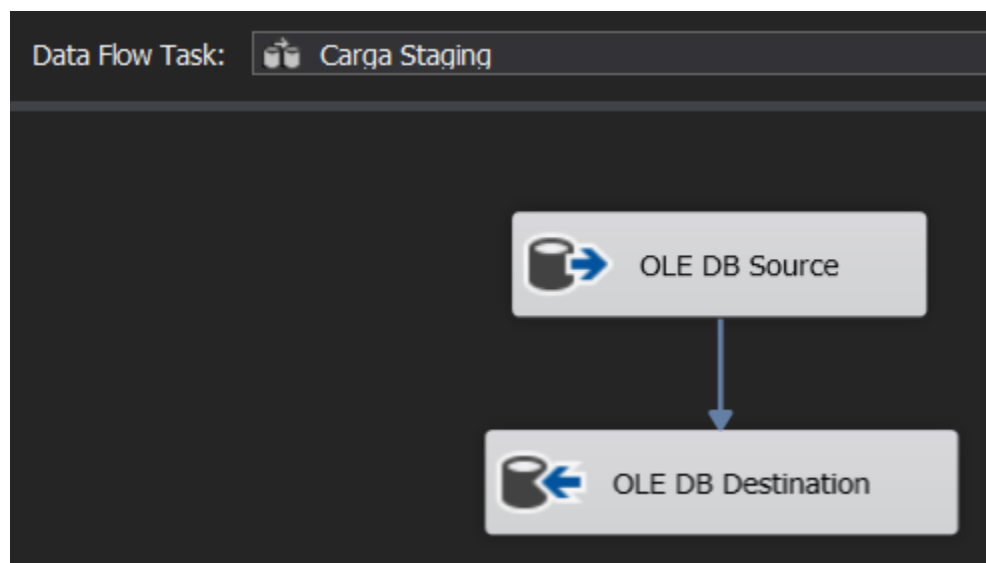 Data Flow Task: Carga Staging
OLE DB Source
OLE DB Destination